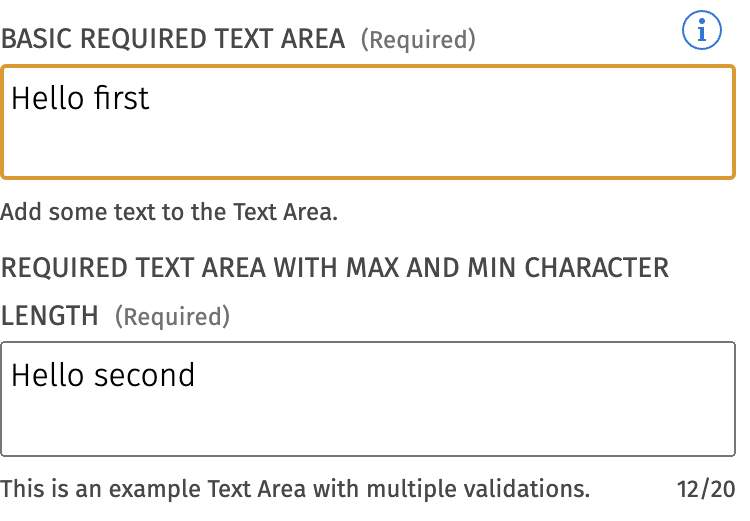 BASIC REQUIRED TEXT AREA (Required)
Hello first
Add some text to the Text Area.
REQUIRED TEXT AREA WITH MAX AND MIN CHARACTER
LENGTH (Required)
Hello second
This is an example Text Area with multiple validations. 12/20